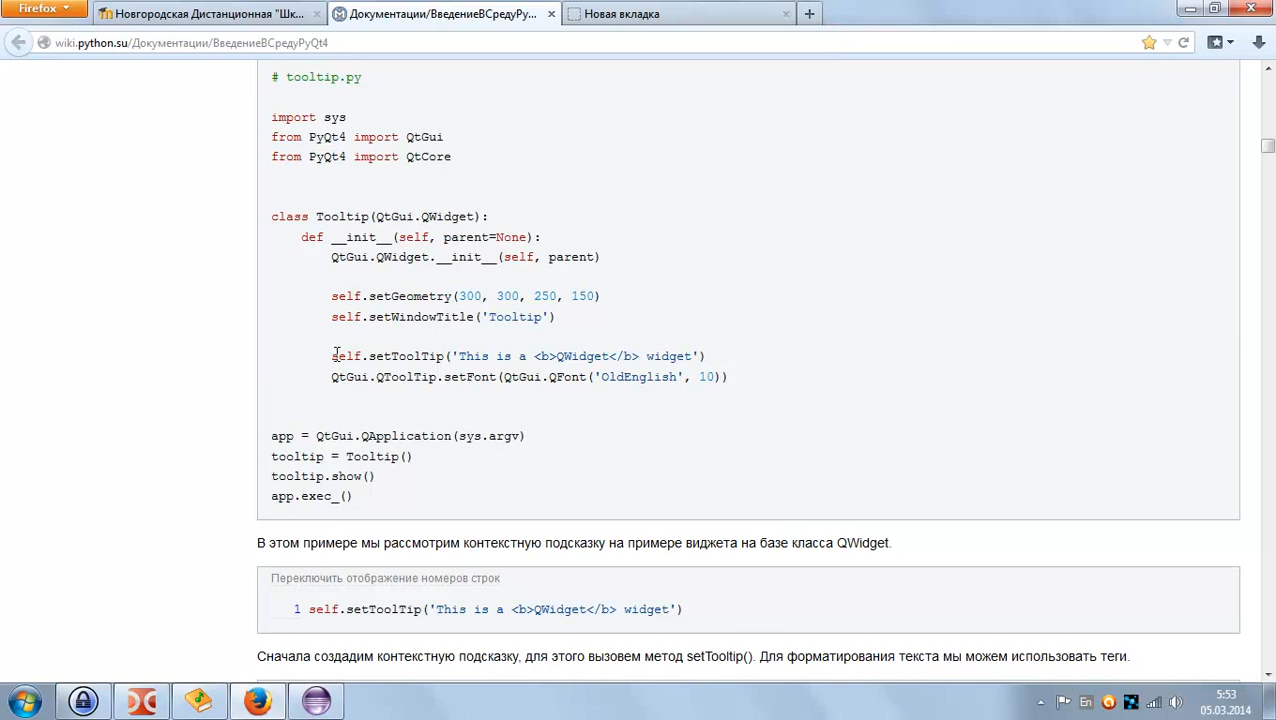 Firefox
Новгородская Дистанционная "Шк...
Документации/ВведениеВСредуPy...
Новая вкладка
wiki.python.su/Документации/ВведениеВСредуPyQt4
# tooltip.py
import sys
from PyQt4 import QtGui
from PyQt4 import QtCore
class Tooltip(QtGui.QWidget):
def __init__(self, parent=None):
QtGui.QWidget.__init__(self, parent)
self.setGeometry(300, 300, 250, 150)
self.setWindowTitle('Tooltip')
self.setToolTip('This is a <b>QWidget</b> widget')
QtGui.QToolTip.setFont(QtGui.QFont('OldEnglish', 10))
app = QtGui.QApplication(sys.argv)
tooltip = Tooltip()
tooltip.show()
app.exec_()
В этом примере мы рассмотрим контекстную подсказку на примере виджета на базе класса QWidget.
Переключить отображение номеров строк
1 self.setToolTip('This is a <b>QWidget</b> widget')
Сначала создадим контекстную подсказку, для этого вызовем метод setTooltip(). Для форматирования текста мы можем использовать теги.
En
5:53
05.03.2014